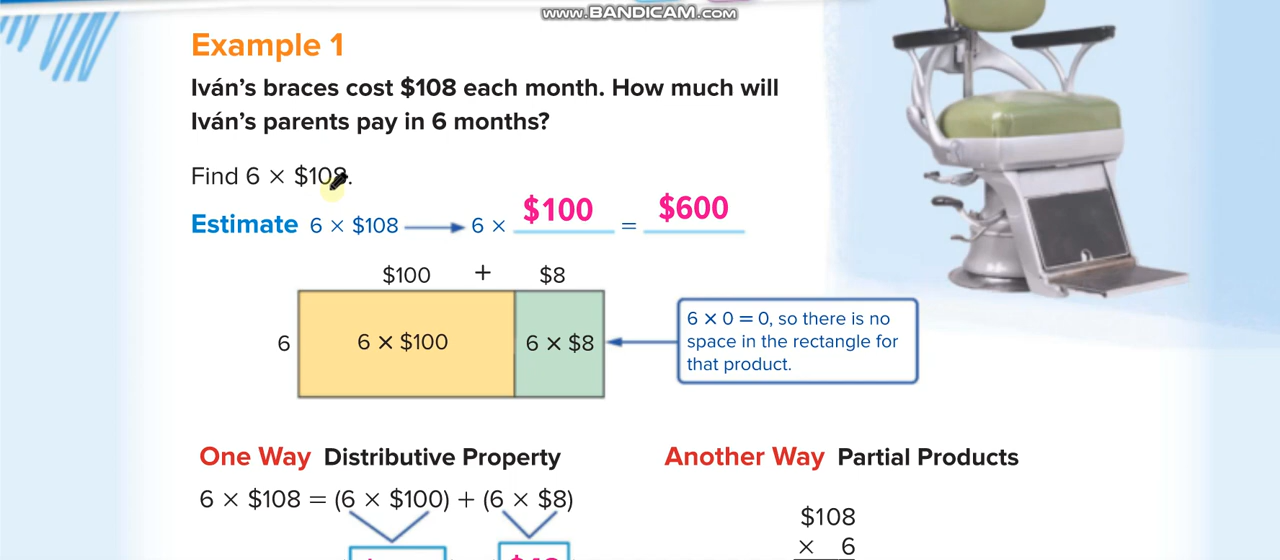 www.BANDICAM.com
Example 1
Iván's braces cost $108 each month. How much will
Iván's parents pay in 6 months?
Find 6 × $108.
Estimate 6 × $108 → 6 × $100 = $600
$100 + $8
6
6 × $100
6 × $8
6 × 0 = 0, so there is no
space in the rectangle for
that product.
One Way Distributive Property
6 × $108 = (6 × $100) + (6 × $8)
Another Way Partial Products
$108
× 6